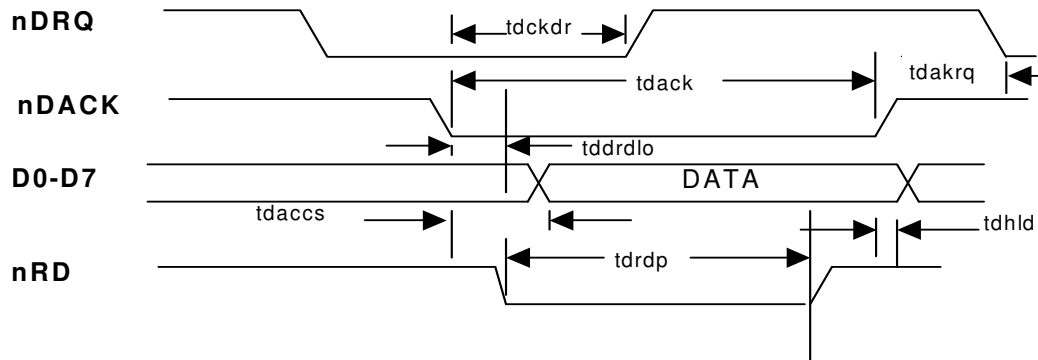 nDRQ
tdckdr
tdack
tdakrq
nDACK
tddrdlo
D0-D7
DATA
tdaccs
tdhld
nRD
tdrdp